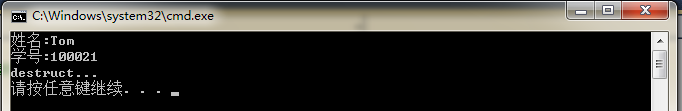 C:\Windows\system32\cmd.exe
姓名:Tom
学号:100021
destruct...
请按任意键继续. . .